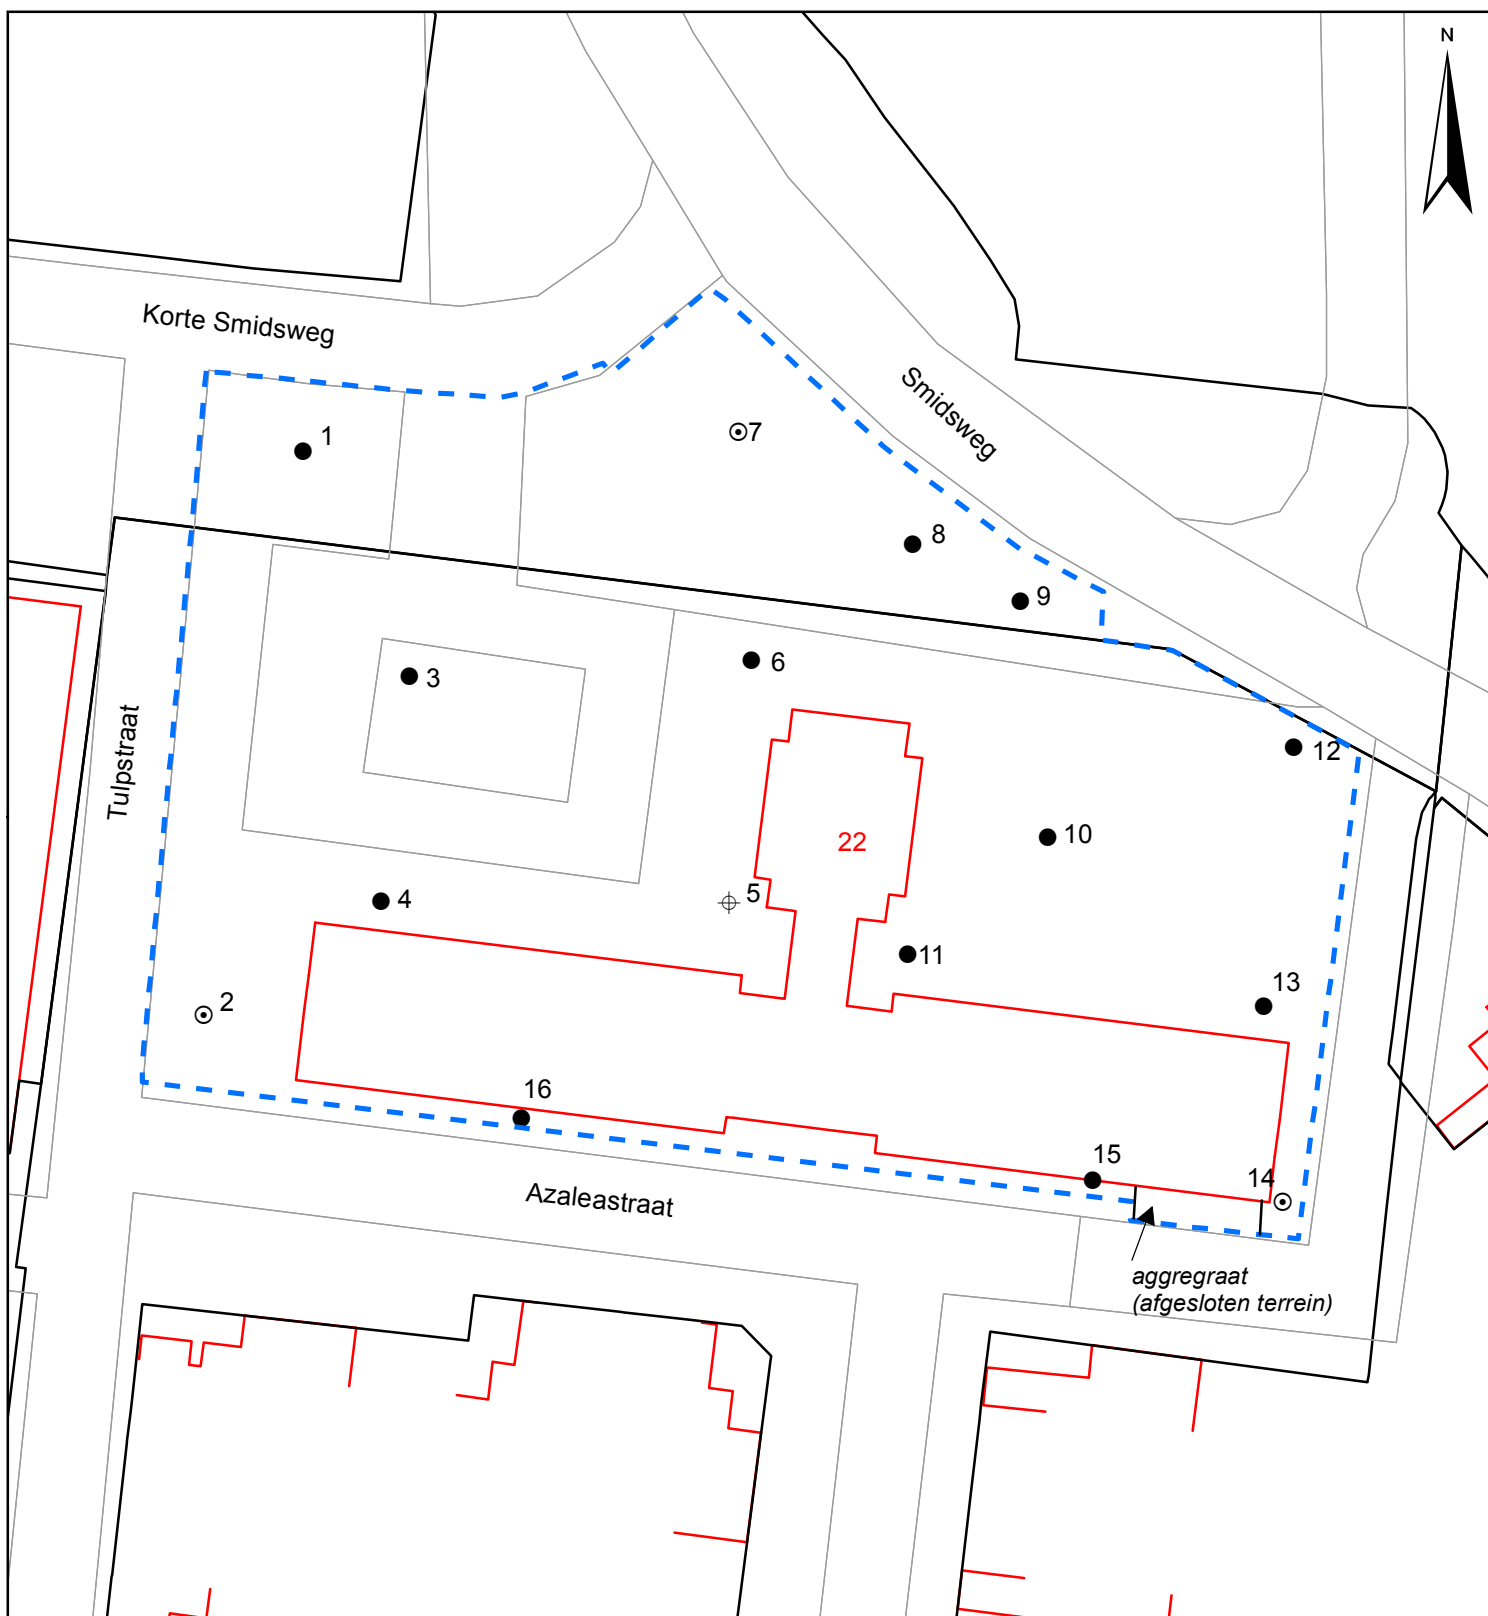 N
Korte Smidsweg
Smidsweg
1
7
8
9
6
3
12
Tulpstraat
10
22
5
4
11
13
2
16
15
14
Azaleastraat
aggregraat
(afgesloten terrein)